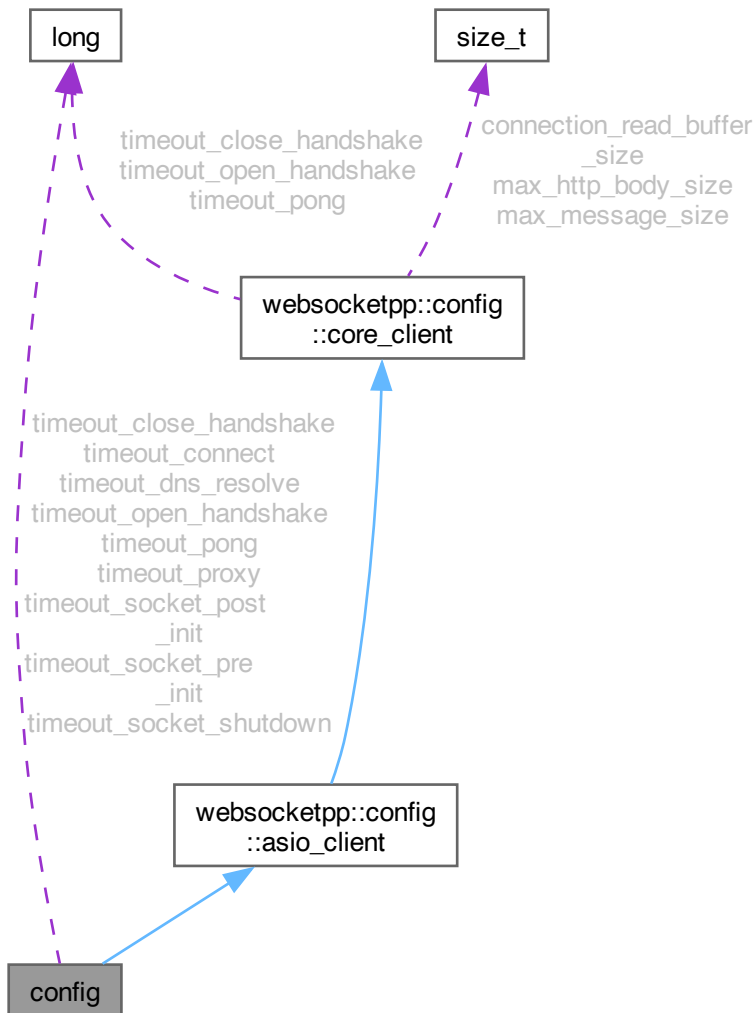 long
size_t
timeout_close_handshake
timeout_open_handshake
timeout_pong
connection_read_buffer
_size
max_http_body_size
max_message_size
websocketpp::config
::core_client
timeout_close_handshake
timeout_connect
timeout_dns_resolve
timeout_open_handshake
timeout_pong
timeout_proxy
timeout_socket_post
_init
timeout_socket_pre
_init
timeout_socket_shutdown
websocketpp::config
::asio_client
config